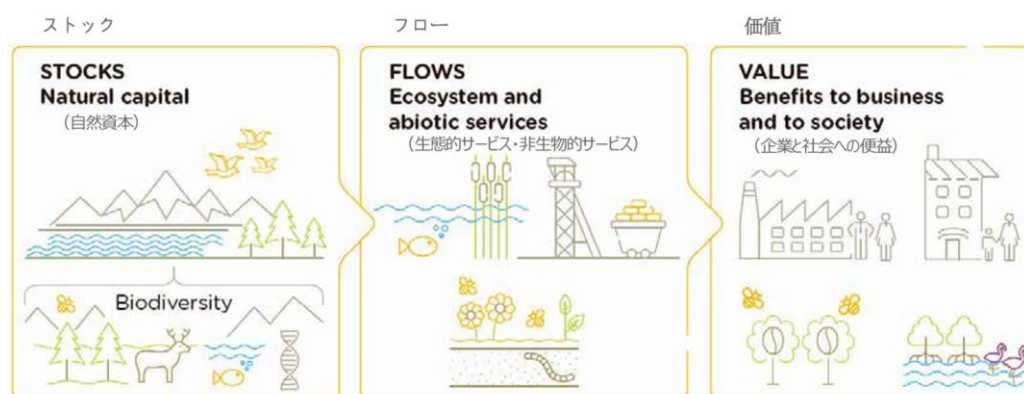 ストック
STOCKS
Natural capital
（自然資本）
Biodiversity
フロー
FLOWS
Ecosystem and
abiotic services
（生態的サービス・非生物的サービス）
価値
VALUE
Benefits to business
and to society
（企業と社会への便益）